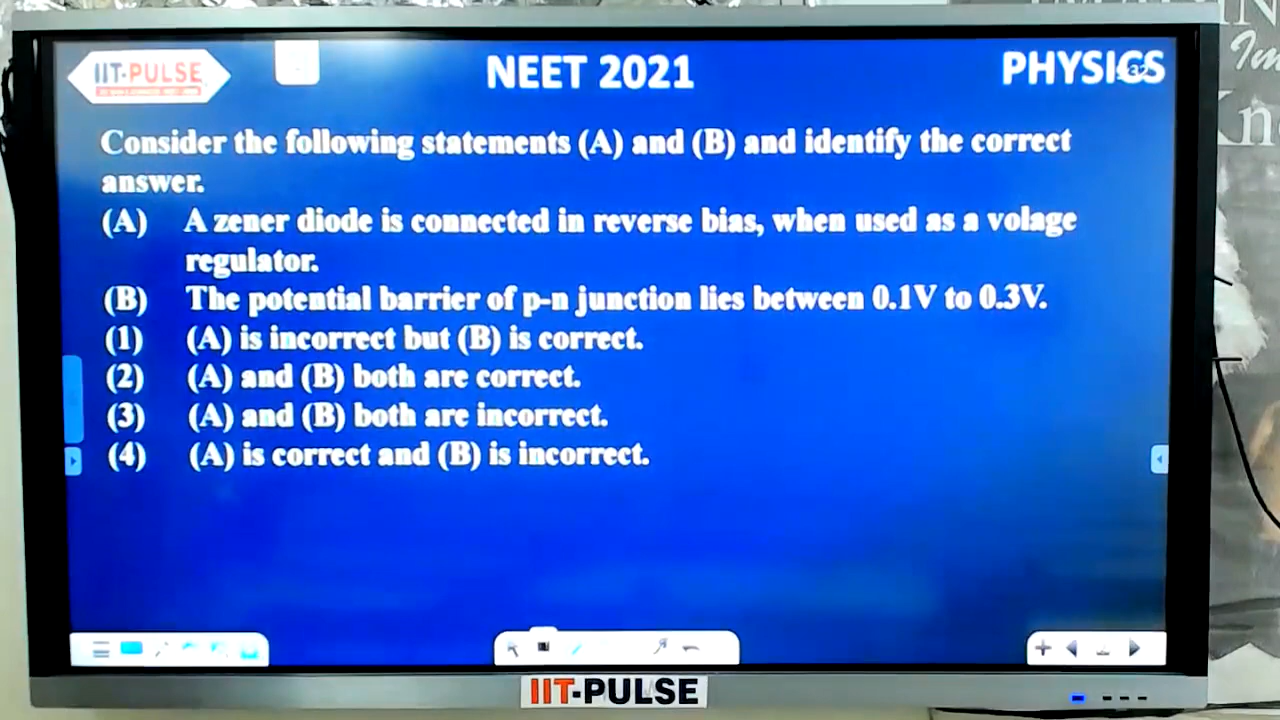 IIT-PULSE
NEET 2021
PHYSICS
Consider the following statements (A) and (B) and identify the correct
answer.
(A) A zener diode is connected in reverse bias, when used as a volage
regulator.
(B) The potential barrier of p-n junction lies between 0.1V to 0.3V.
(1) (A) is incorrect but (B) is correct.
(2) (A) and (B) both are correct.
(3) (A) and (B) both are incorrect.
(4) (A) is correct and (B) is incorrect.
IIT-PULSE